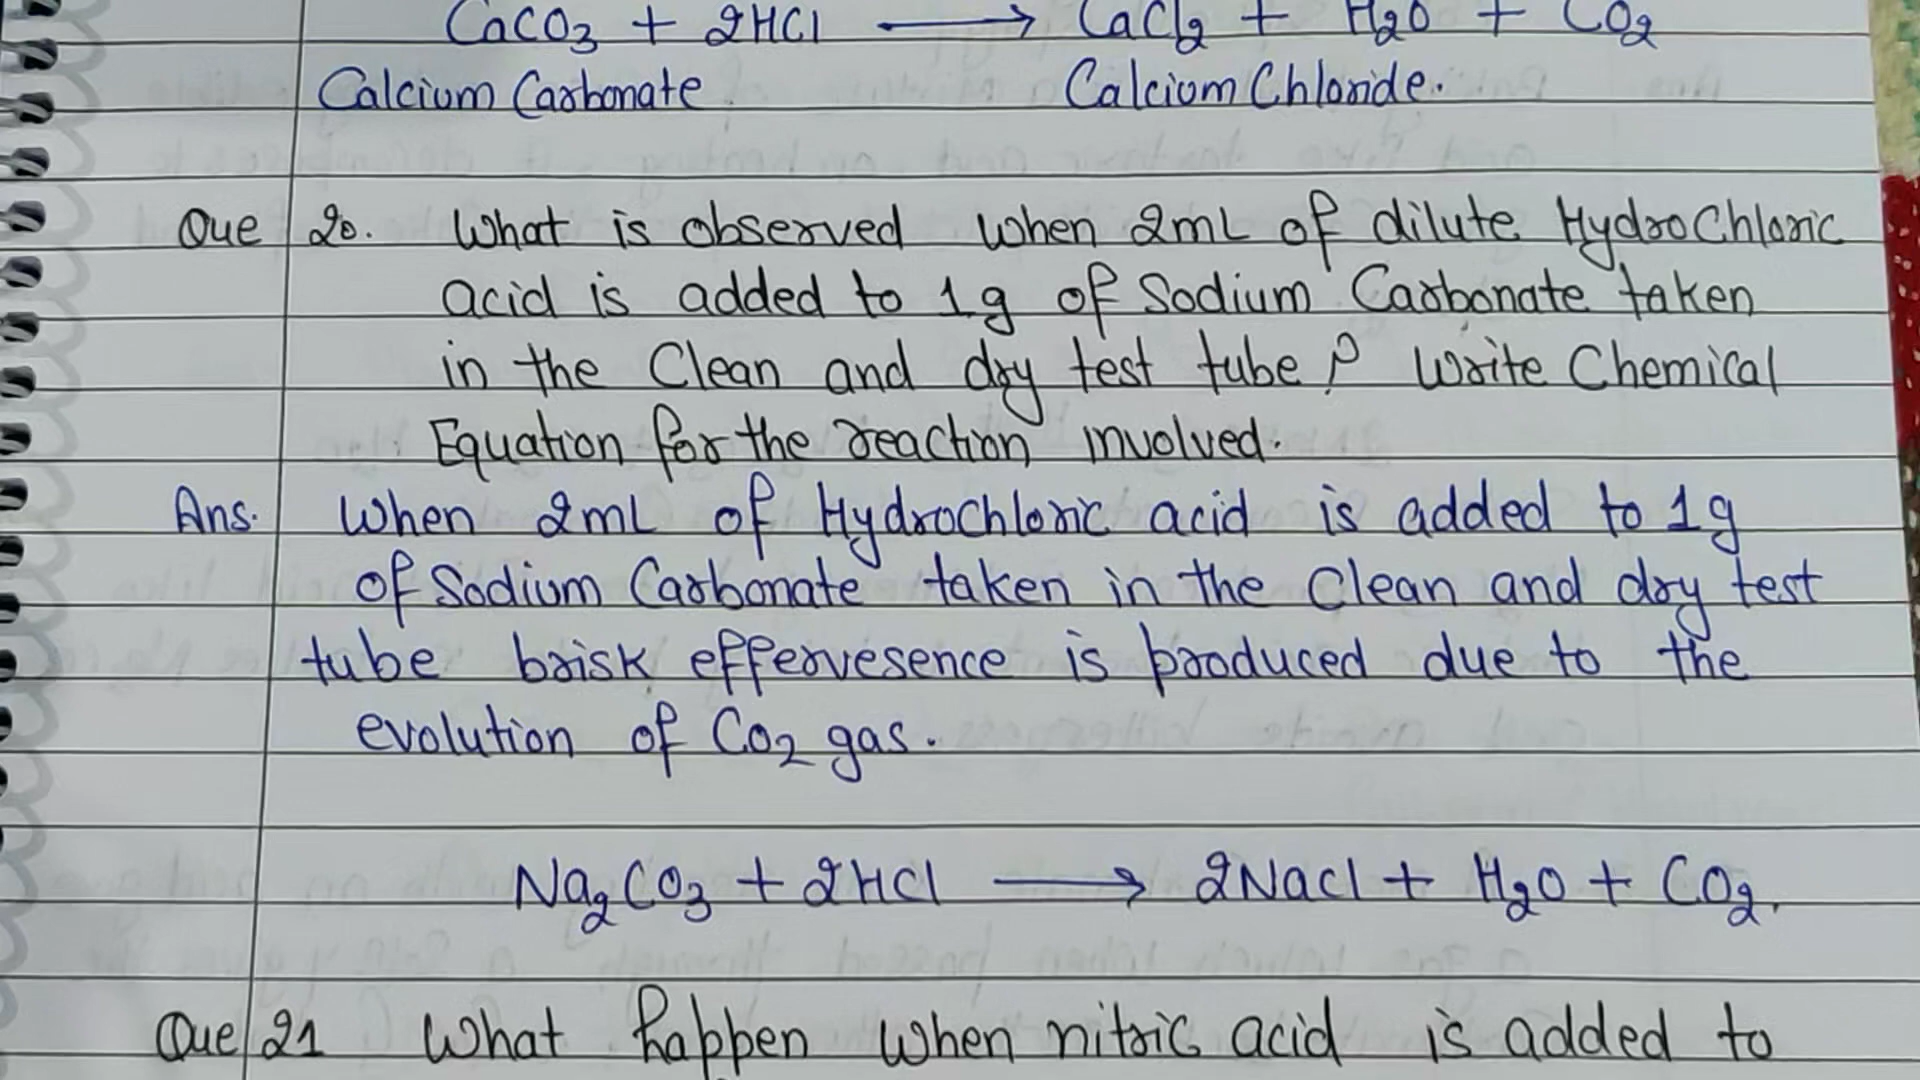 CaCO3 + 2HCl → CaCl2 + H2O + CO2
Calcium Carbonate. Calcium Chloride.
Que 20. What is observed when 2mL of dilute HydroChloric
acid is added to 1g of Sodium Carbonate taken
in the Clean and dry test tube? Write Chemical
Equation for the reaction involved.
Ans. When 2mL of Hydrochloric acid is added to 1g
of Sodium Carbonate taken in the Clean and dry test
tube brisk effervesence is produced due to the
evolution of Co2 gas.
Na2CO3 + 2HCl → 2Nacl + H2O + CO2.
Que 21 What happen when nitric acid is added to